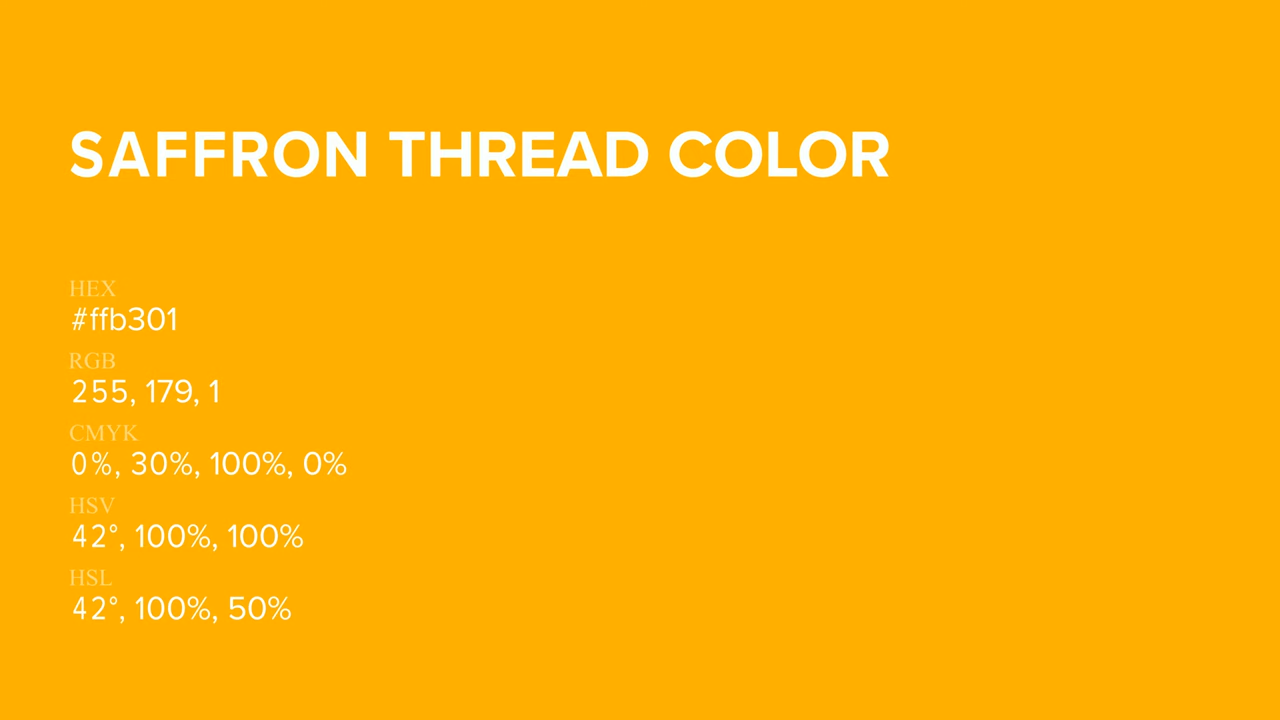 SAFFRON THREAD COLOR
HEX
#ffb301
RGB
255, 179, 1
CMYK
0%, 30%, 100%, 0%
HSV
42°, 100%, 100%
HSL
42°, 100%, 50%